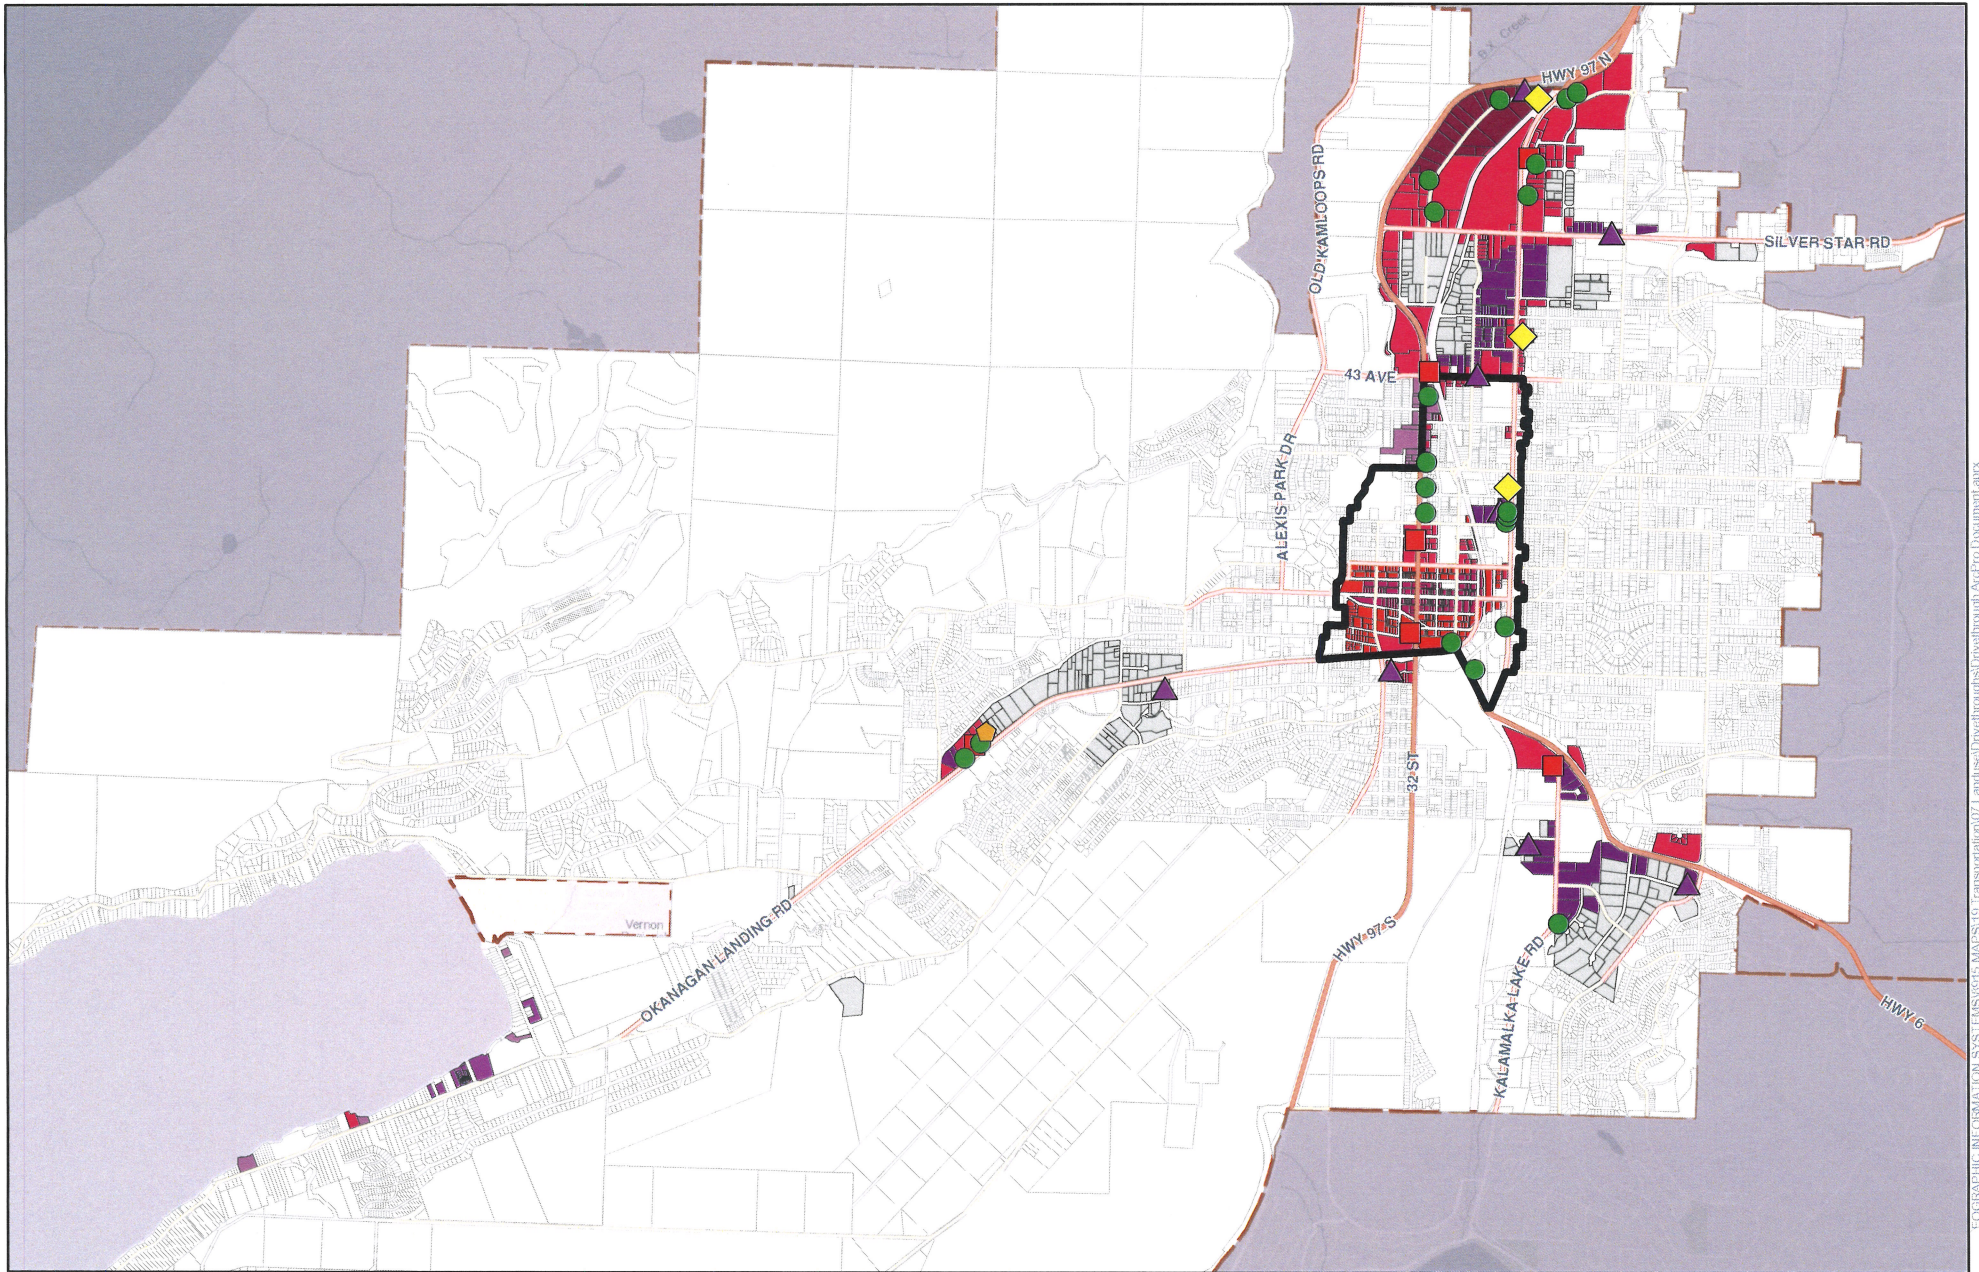 B.X. Creek
HWY 97 N
OLD KAMLOOPS RD
SILVER STAR RD
43 AVE
ALEXIS PARK DR
32 ST
Vernon
OKANAGAN LANDING RD
HWY 97 S
KALAMALKA LAKE RD
HWY 6